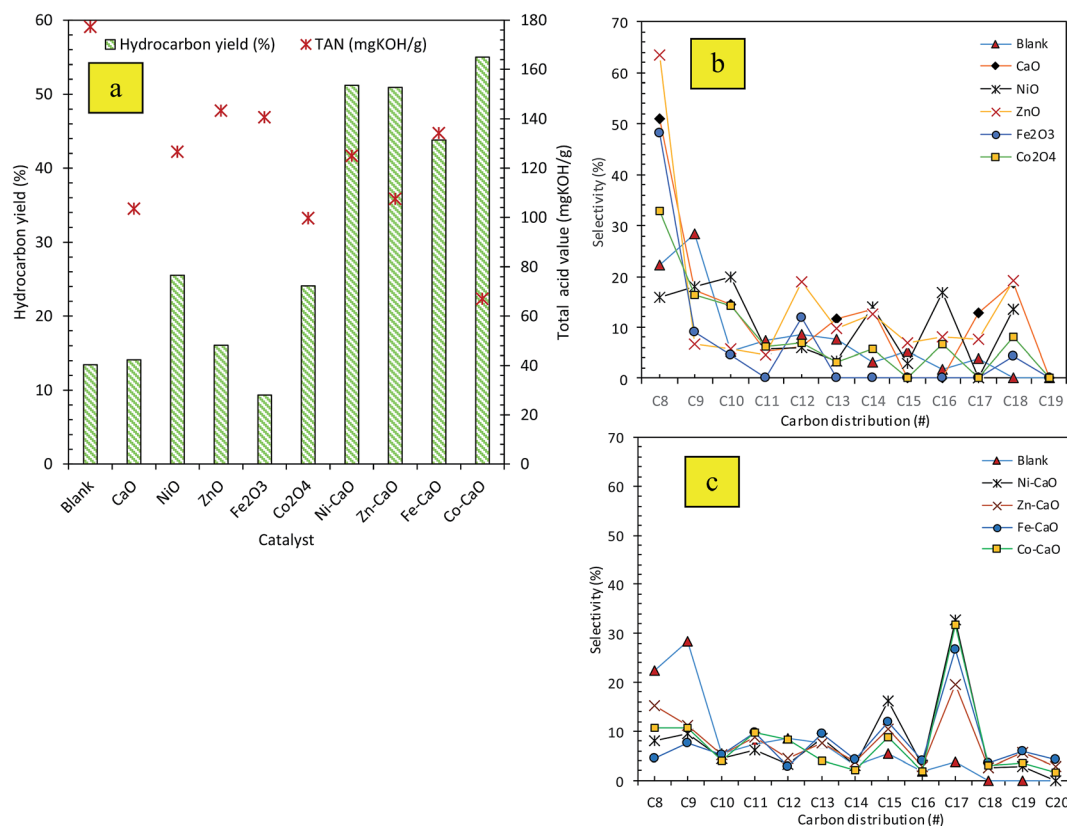 a
Hydrocarbon yield (%)
TAN (mgKOH/g)
60
50
40
30
20
10
0
Hydrocarbon yield (%)
180
160
140
120
100
80
60
40
20
0
Total acid value (mgKOH/g)
Blank
CaO
NiO
ZnO
Fe2O3
Co2O4
Ni-CaO
Zn-CaO
Fe-CaO
Co-CaO
Catalyst
b
Blank
CaO
NiO
ZnO
Fe2O3
Co2O4
70
60
50
40
30
20
10
0
Selectivity (%)
C8 C9 C10 C11 C12 C13 C14 C15 C16 C17 C18 C19
Carbon distribution (#)
c
Blank
Ni-CaO
Zn-CaO
Fe-CaO
Co-CaO
70
60
50
40
30
20
10
0
Selectivity (%)
C8 C9 C10 C11 C12 C13 C14 C15 C16 C17 C18 C19 C20
Carbon distribution (#)